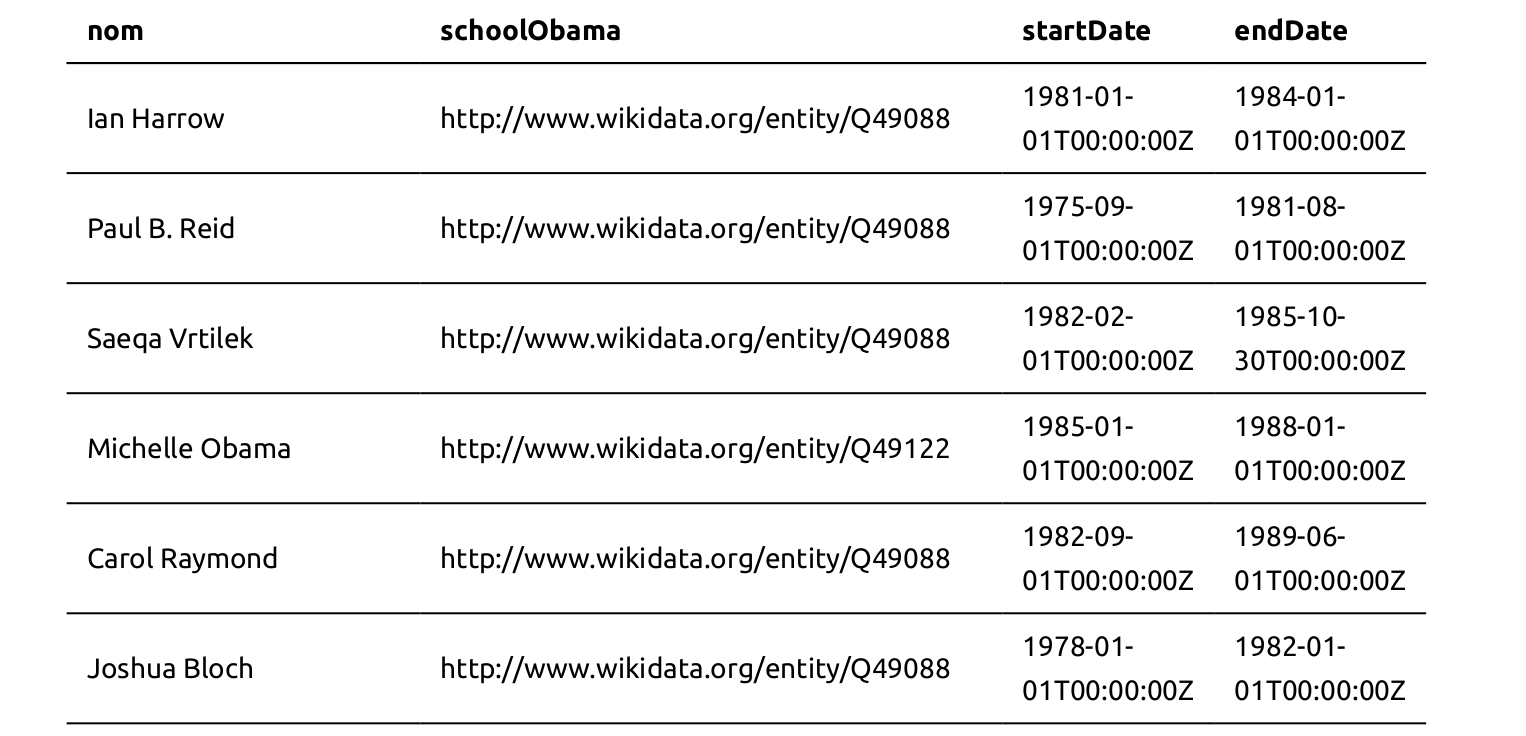 nom schoolObama startDate endDate
Ian Harrow http://www.wikidata.org/entity/Q49088 1981-01-01T00:00:00Z 1984-01-01T00:00:00Z
Paul B. Reid http://www.wikidata.org/entity/Q49088 1975-09-01T00:00:00Z 1981-08-01T00:00:00Z
Saeqa Vrtilek http://www.wikidata.org/entity/Q49088 1982-02-01T00:00:00Z 1985-10-30T00:00:00Z
Michelle Obama http://www.wikidata.org/entity/Q49122 1985-01-01T00:00:00Z 1988-01-01T00:00:00Z
Carol Raymond http://www.wikidata.org/entity/Q49088 1982-09-01T00:00:00Z 1989-06-01T00:00:00Z
Joshua Bloch http://www.wikidata.org/entity/Q49088 1978-01-01T00:00:00Z 1982-01-01T00:00:00Z